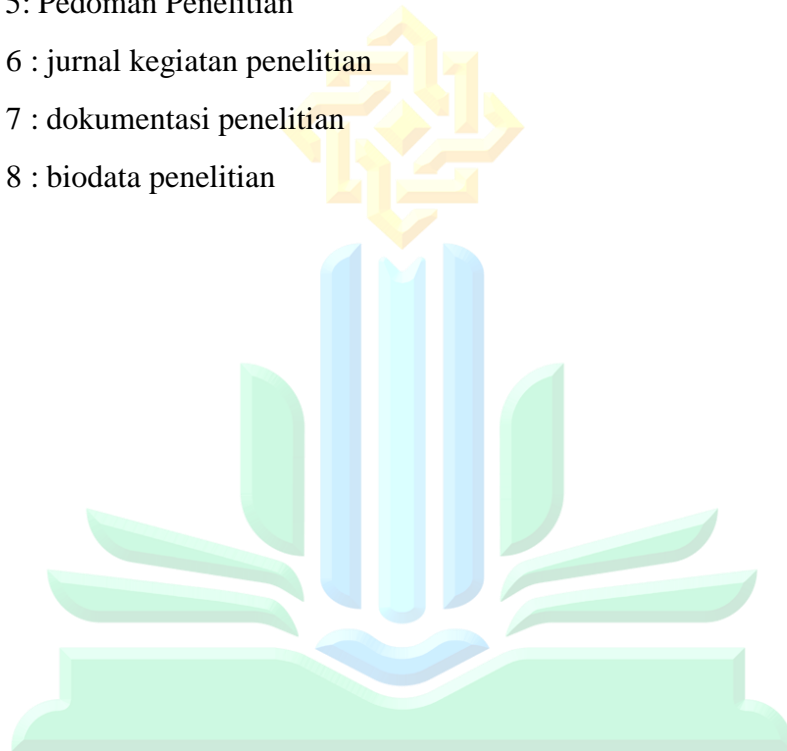 5: Pedoman Penelitian
6 : jurnal kegiatan penelitian
7 : dokumentasi penelitian
8 : biodata penelitian